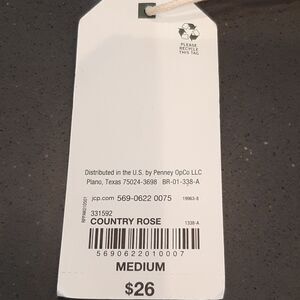 PLEASE
RECYCLE
THIS TAG
Distributed in the U.S. by Penney OpCo LLC
Plano, Texas 75024-3698 BR-01-338-A
jcp.com 569-0622 0075 19963-8
331592
COUNTRY ROSE 1338-A
5690622010007
MEDIUM
$26